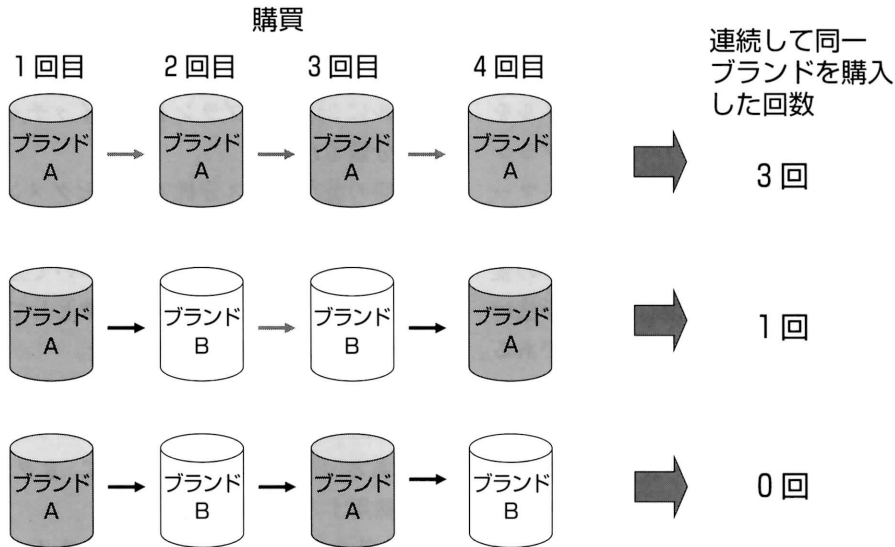 購買
1回目 2回目 3回目 4回目
連続して同一
ブランドを購入
した回数
ブランド
A
ブランド
A
ブランド
A
ブランド
A
3回
ブランド
A
ブランド
B
ブランド
B
ブランド
A
1回
ブランド
A
ブランド
B
ブランド
A
ブランド
B
0回